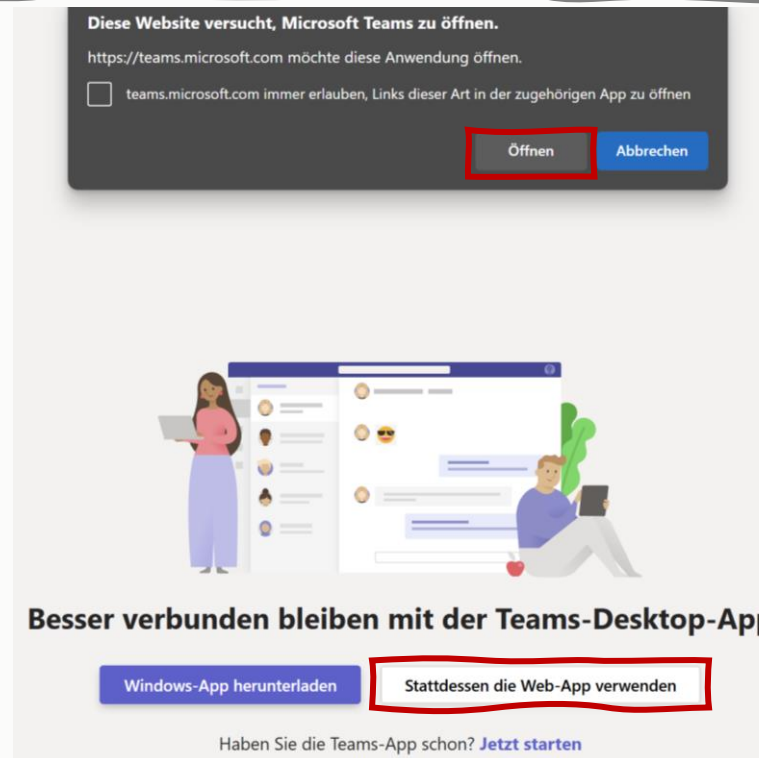 Diese Website versucht, Microsoft Teams zu öffnen.
https://teams.microsoft.com möchte diese Anwendung öffnen.
teams.microsoft.com immer erlauben, Links dieser Art in der zugehörigen App zu öffnen
Öffnen Abbrechen
Besser verbunden bleiben mit der Teams-Desktop-App
Windows-App herunterladen Stattdessen die Web-App verwenden
Haben Sie die Teams-App schon? Jetzt starten